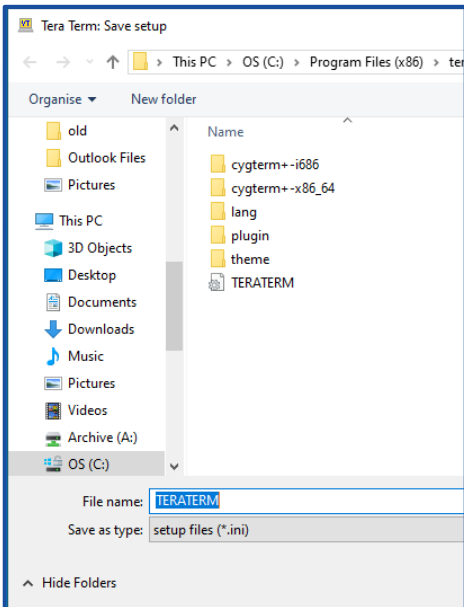 VT Tera Term: Save setup
This PC > OS (C:) > Program Files (x86) > ter
Organise New folder
old
Outlook Files
Pictures
This PC
3D Objects
Desktop
Documents
Downloads
Music
Pictures
Videos
Archive (A:)
OS (C:)
Name
cygterm+-i686
cygterm+-x86_64
lang
plugin
theme
TERATERM
File name: TERATERM
Save as type: setup files (*.ini)
Hide Folders